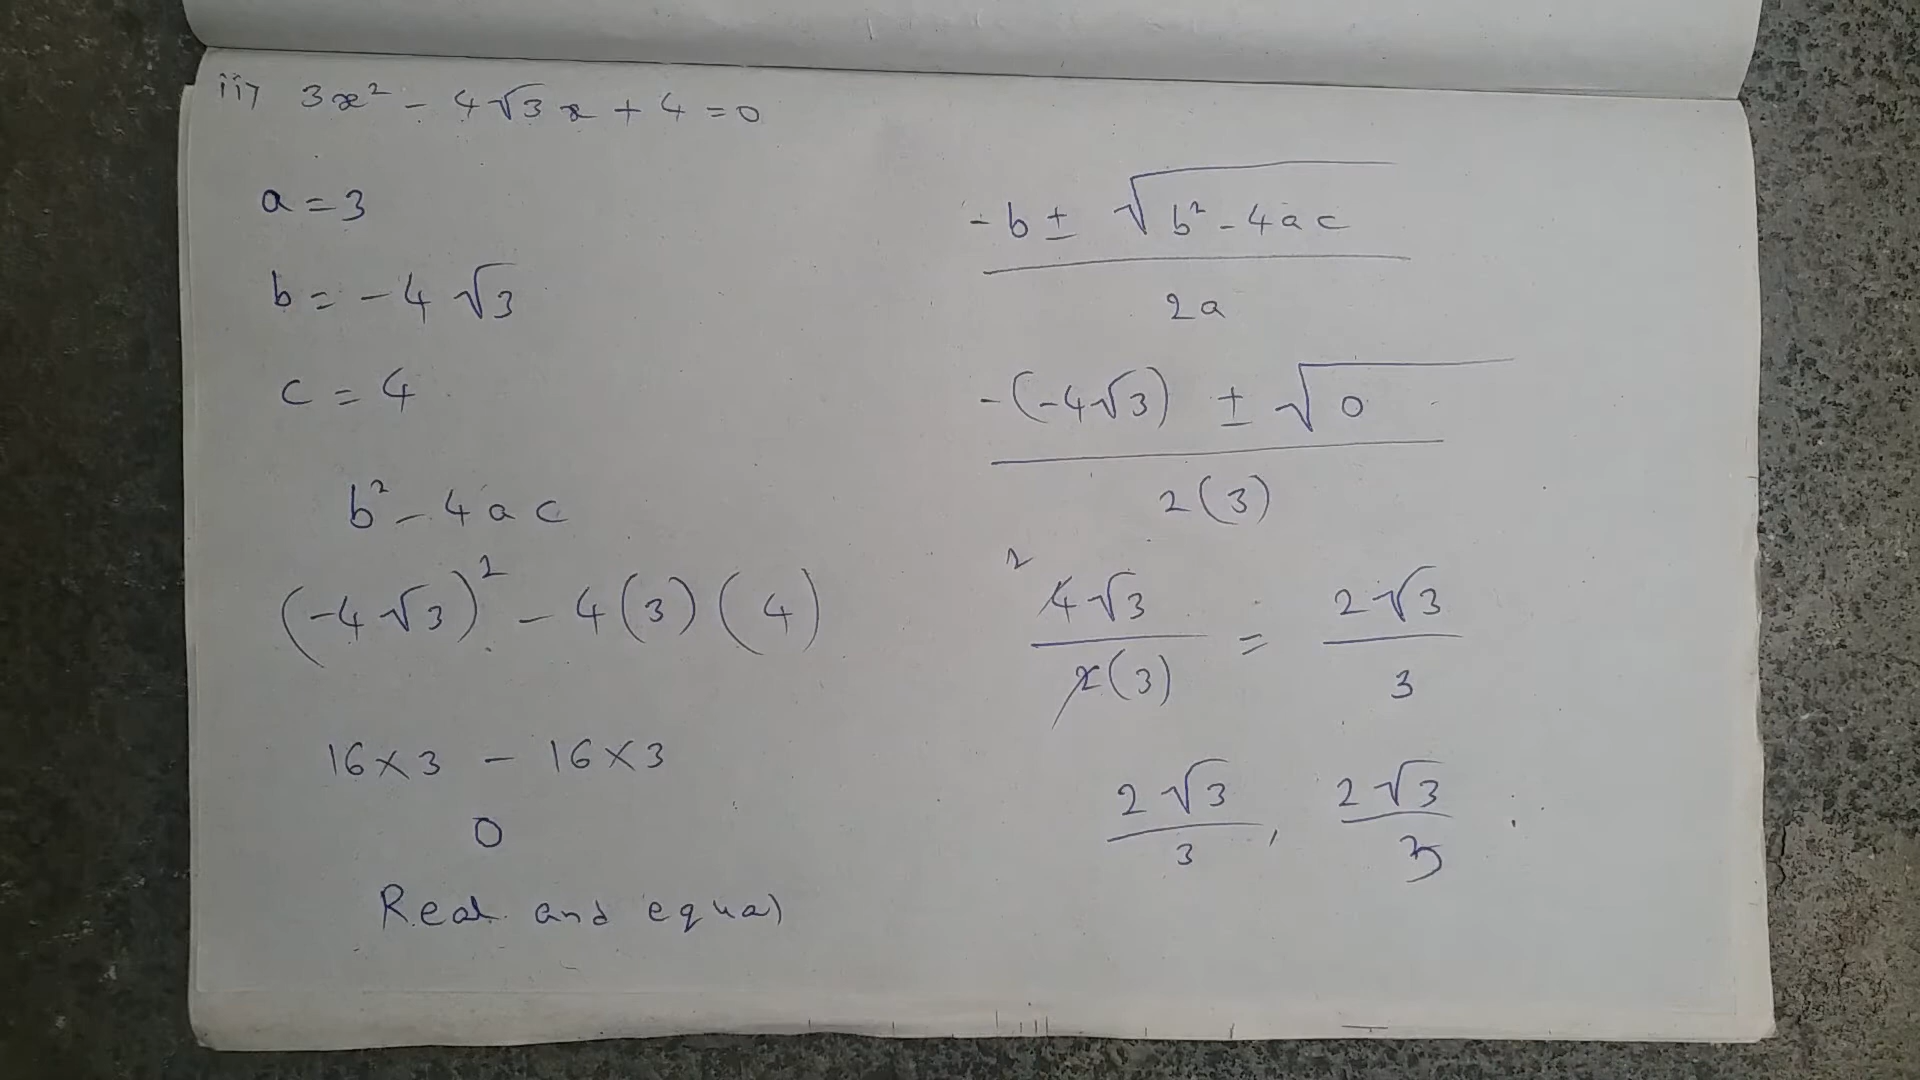 ii) 3x² - 4√3x + 4 = 0
a = 3
b = -4√3
c = 4
b² - 4ac
(-4√3)² - 4(3)(4)
16×3 - 16×3
0
Real and equal
-b ± √b² - 4ac
2a
-(-4√3) ± √0
2(3)
2
4√3 = 2√3
2(3) 3
2√3 , 2√3
3 3